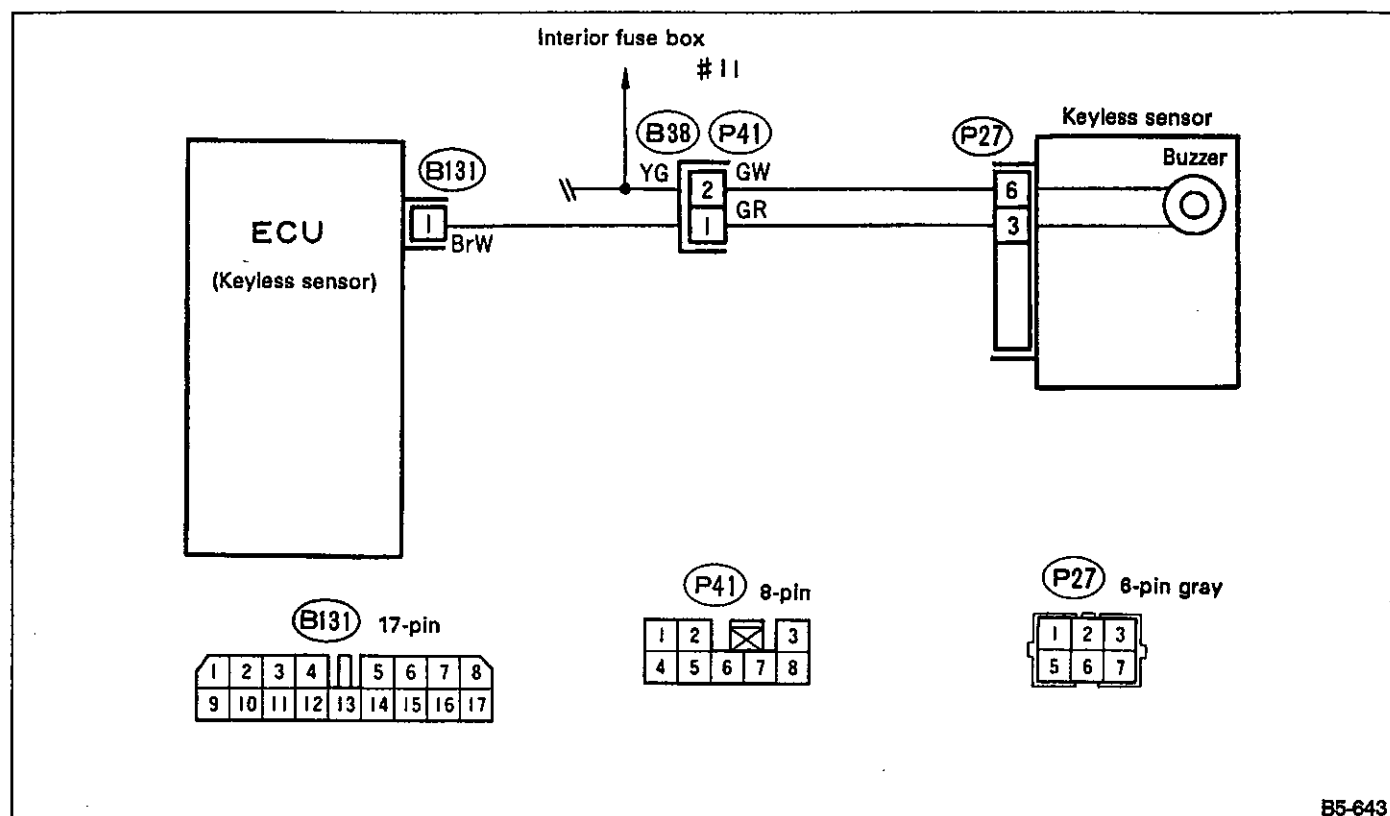 Interior fuse box
#11
B38 P41
P27
Keyless sensor
B131
YG
GW
Buzzer
2
6
ECU
1
BrW
1
GR
3
(Keyless sensor)
B131 17-pin
1 2 3 4 5 6 7 8
9 10 11 12 13 14 15 16 17
P41 8-pin
1 2 3
4 5 6 7 8
P27 6-pin gray
1 2 3
5 6 7
B5-643